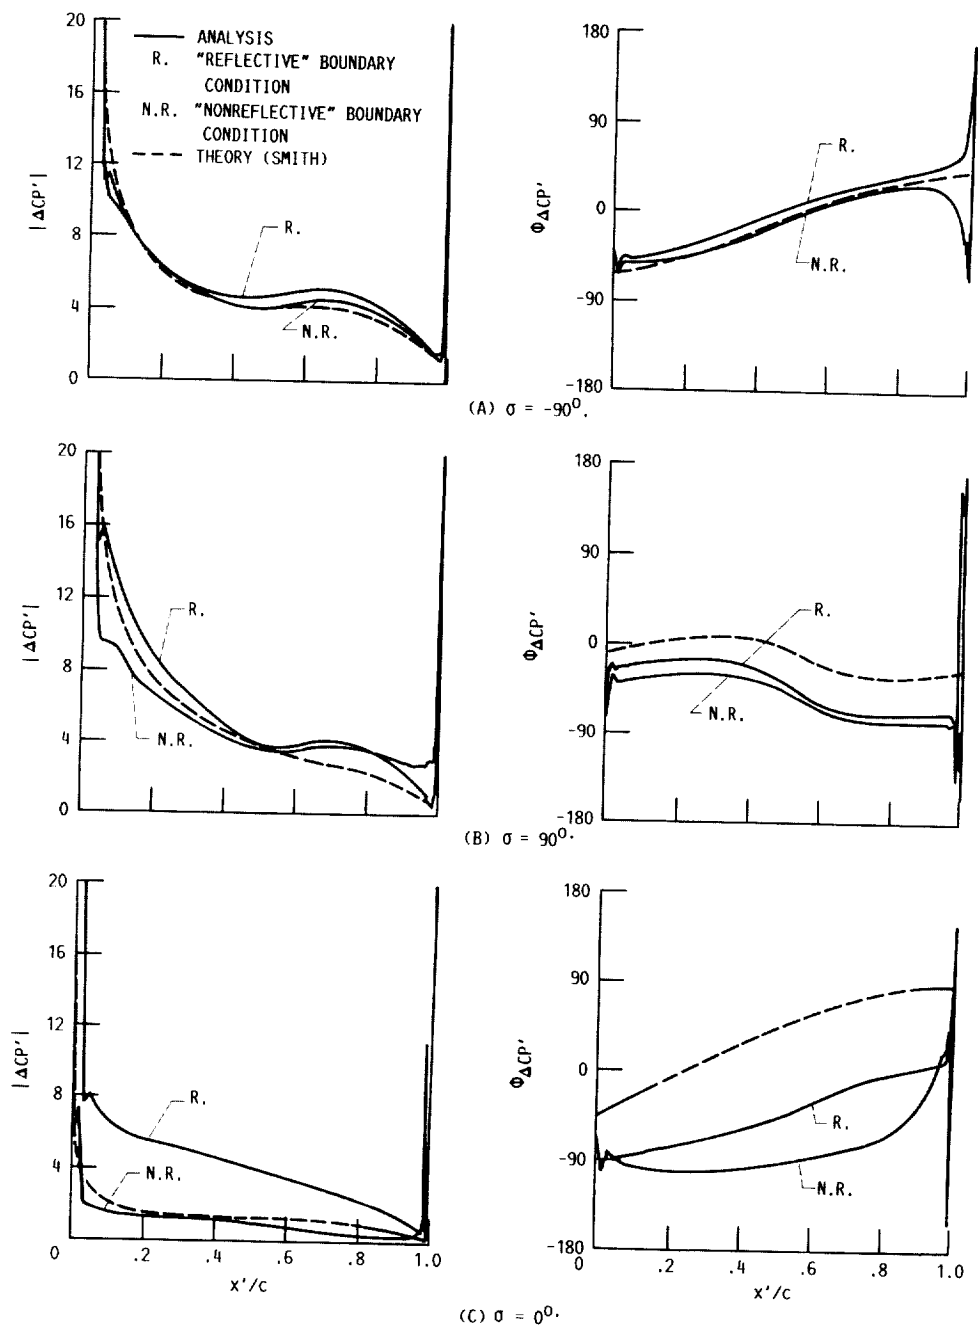 20
16
12
8
4
0
|ΔCP'|
ANALYSIS
R. "REFLECTIVE" BOUNDARY
CONDITION
N.R. "NONREFLECTIVE" BOUNDARY
CONDITION
THEORY (SMITH)
R.
N.R.
180
90
0
-90
-180
ΦΔCP'
R.
N.R.
(A) σ = -90°.
20
16
12
8
4
0
|ΔCP'|
R.
N.R.
180
90
0
-90
-180
ΦΔCP'
R.
N.R.
(B) σ = 90°.
20
16
12
8
4
0
|ΔCP'|
R.
N.R.
.2 .4 .6 .8 1.0
x'/c
180
90
0
-90
-180
ΦΔCP'
R.
N.R.
0 .2 .4 .6 .8 1.0
x'/c
(C) σ = 0°.